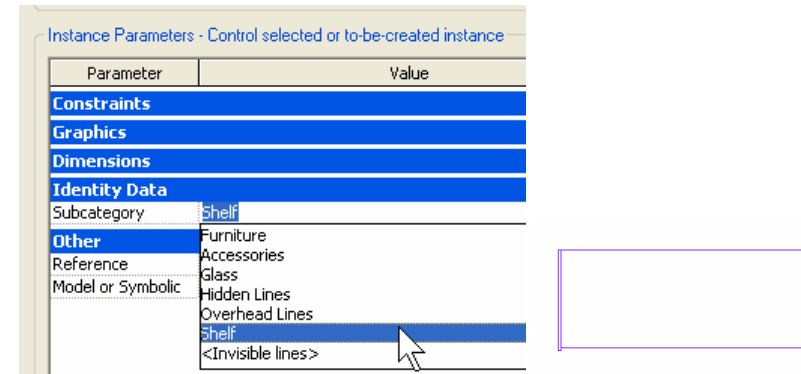 Instance Parameters - Control selected or to-be-created instance
Parameter Value
Constraints
Graphics
Dimensions
Identity Data
Subcategory Shelf
Furniture
Other
Accessories
Reference
Glass
Model or Symbolic
Hidden Lines
Overhead Lines
Shelf
<Invisible lines>